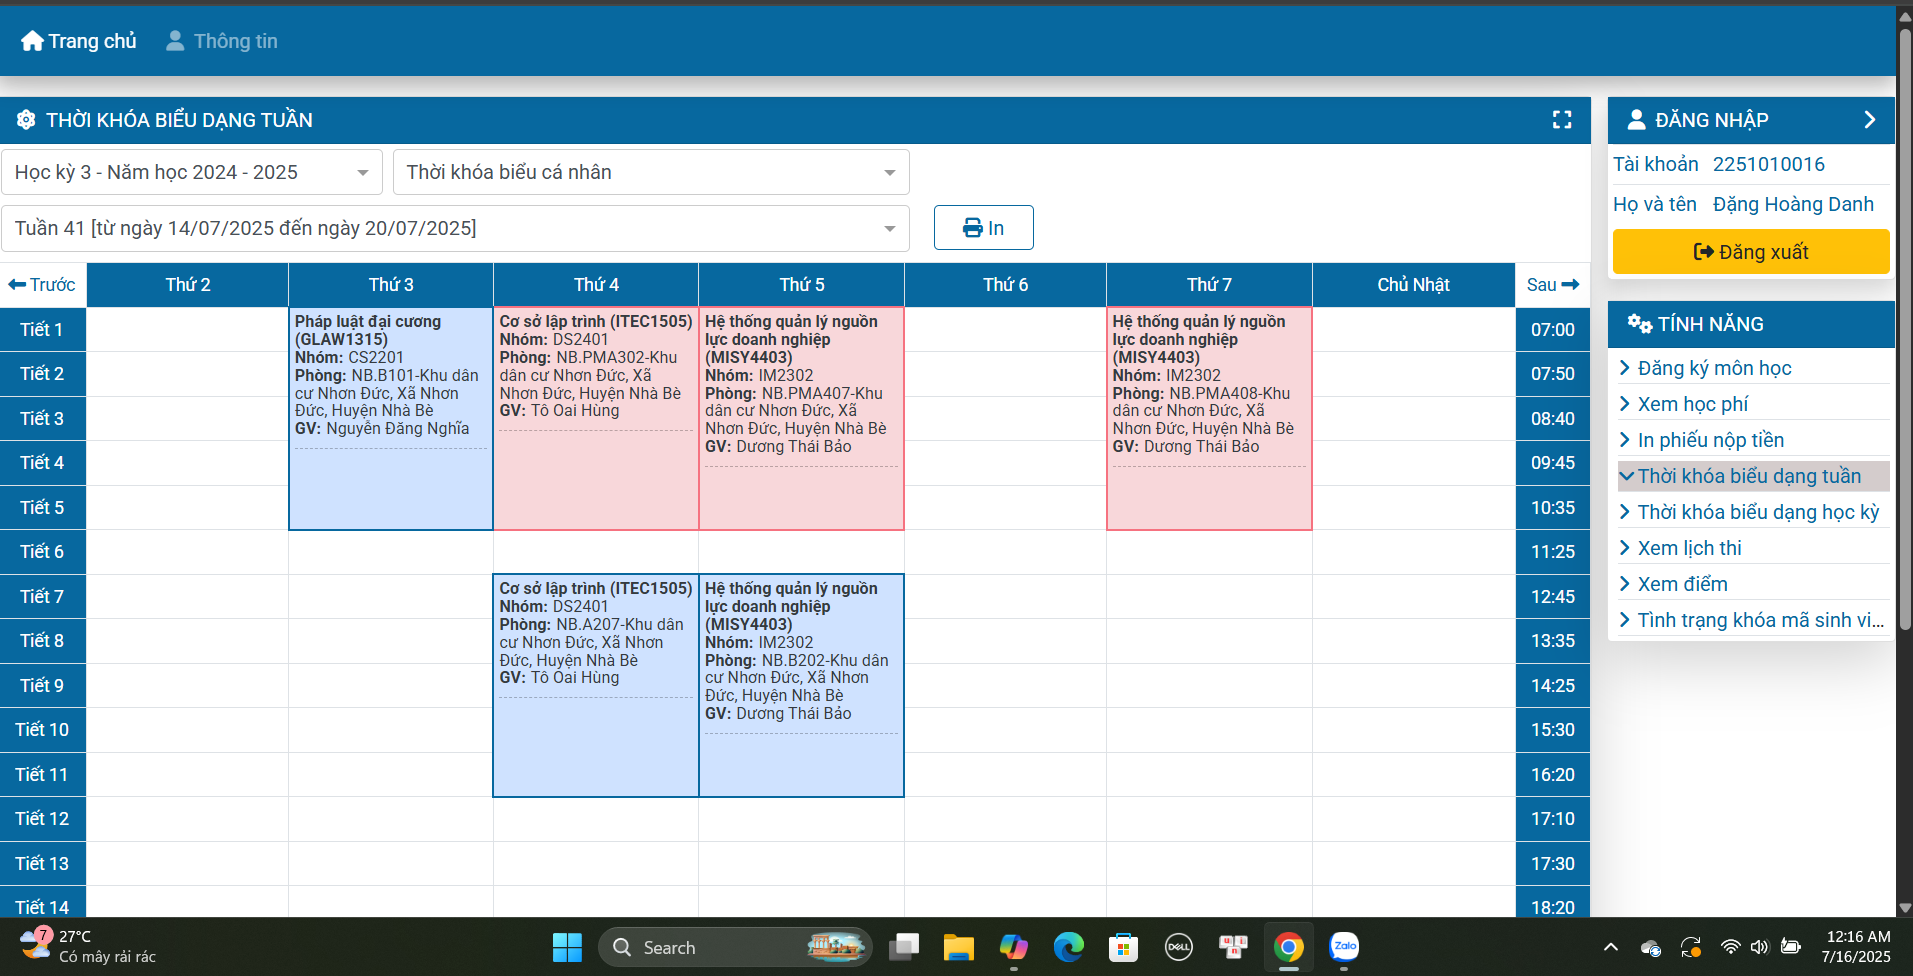 Trang chủ Thông tin
THỜI KHÓA BIỂU DẠNG TUẦN
Học kỳ 3 - Năm học 2024 - 2025
Thời khóa biểu cá nhân
Tuần 41 [từ ngày 14/07/2025 đến ngày 20/07/2025]
In
Trước Thứ 2 Thứ 3 Thứ 4 Thứ 5 Thứ 6 Thứ 7 Chủ Nhật Sau
Tiết 1
Tiết 2
Tiết 3
Tiết 4
Tiết 5
Tiết 6
Tiết 7
Tiết 8
Tiết 9
Tiết 10
Tiết 11
Tiết 12
Tiết 13
Tiết 14
Pháp luật đại cương
(GLAW1315)
Nhóm: CS2201
Phòng: NB.B101-Khu dân
cư Nhơn Đức, Xã Nhơn
Đức, Huyện Nhà Bè
GV: Nguyễn Đăng Nghĩa
Cơ sở lập trình (ITEC1505)
Nhóm: DS2401
Phòng: NB.PMA302-Khu
dân cư Nhơn Đức, Xã
Nhơn Đức, Huyện Nhà Bè
GV: Tô Oai Hùng
Cơ sở lập trình (ITEC1505)
Nhóm: DS2401
Phòng: NB.A207-Khu dân
cư Nhơn Đức, Xã Nhơn
Đức, Huyện Nhà Bè
GV: Tô Oai Hùng
Hệ thống quản lý nguồn
lực doanh nghiệp
(MISY4403)
Nhóm: IM2302
Phòng: NB.PMA407-Khu
dân cư Nhơn Đức, Xã
Nhơn Đức, Huyện Nhà Bè
GV: Dương Thái Bảo
Hệ thống quản lý nguồn
lực doanh nghiệp
(MISY4403)
Nhóm: IM2302
Phòng: NB.B202-Khu dân
cư Nhơn Đức, Xã Nhơn
Đức, Huyện Nhà Bè
GV: Dương Thái Bảo
Hệ thống quản lý nguồn
lực doanh nghiệp
(MISY4403)
Nhóm: IM2302
Phòng: NB.PMA408-Khu
dân cư Nhơn Đức, Xã
Nhơn Đức, Huyện Nhà Bè
GV: Dương Thái Bảo
07:00
07:50
08:40
09:45
10:35
11:25
12:45
13:35
14:25
15:30
16:20
17:10
17:30
18:20
ĐĂNG NHẬP
Tài khoản 2251010016
Họ và tên Đặng Hoàng Danh
Đăng xuất
TÍNH NĂNG
Đăng ký môn học
Xem học phí
In phiếu nộp tiền
Thời khóa biểu dạng tuần
Thời khóa biểu dạng học kỳ
Xem lịch thi
Xem điểm
Tình trạng khóa mã sinh vi...
7
27°C
Có mây rải rác
Search
DELL
u i n
Zalo
12:16 AM
7/16/2025